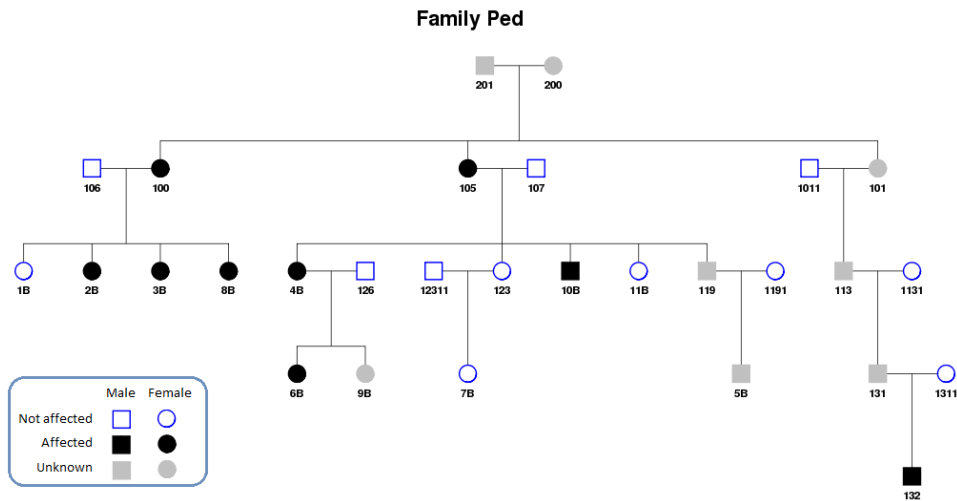 Family Ped
201 200
106 100 105 107 1011 101
1B 2B 3B 8B 4B 126 12311 123 10B 11B 119 1191 113 1131
6B 9B 7B 5B 131 1311
132
Male Female
Not affected
Affected
Unknown